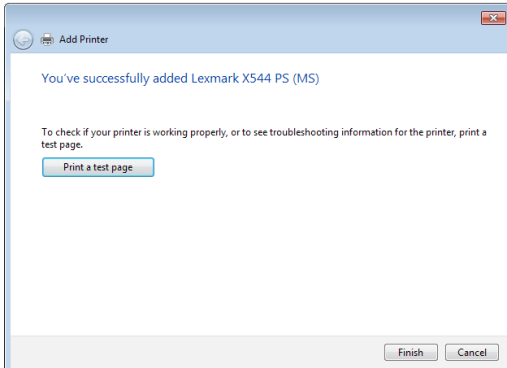 Add Printer
You've successfully added Lexmark X544 PS (MS)
To check if your printer is working properly, or to see troubleshooting information for the printer, print a
test page.
Print a test page
Finish Cancel